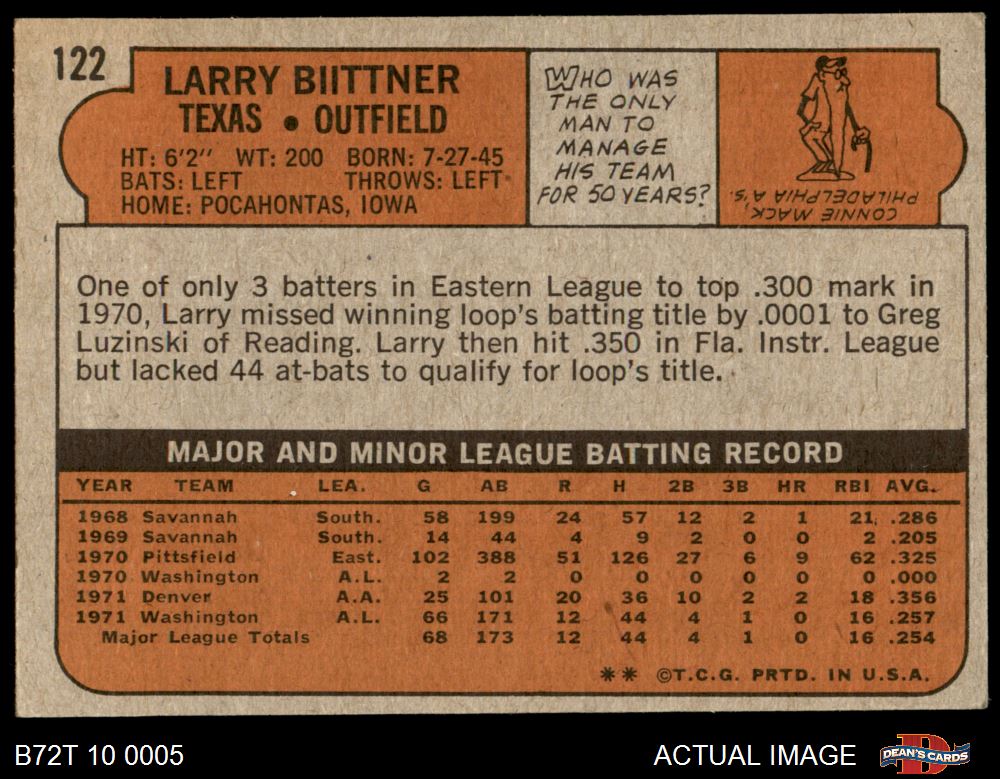 122
LARRY BIITTNER
TEXAS • OUTFIELD
HT: 6'2" WT: 200 BORN: 7-27-45
BATS: LEFT THROWS: LEFT
HOME: POCAHONTAS, IOWA
WHO WAS
THE ONLY
MAN TO
MANAGE
HIS TEAM
FOR 50 YEARS?
CONNIE MACK,
PHILADELPHIA A'S.
One of only 3 batters in Eastern League to top .300 mark in
1970, Larry missed winning loop's batting title by .0001 to Greg
Luzinski of Reading. Larry then hit .350 in Fla. Instr. League
but lacked 44 at-bats to qualify for loop's title.
MAJOR AND MINOR LEAGUE BATTING RECORD
YEAR TEAM LEA. G AB R H 2B 3B HR RBI AVG.
1968 Savannah South. 58 199 24 57 12 2 1 21 .286
1969 Savannah South. 14 44 4 9 2 0 0 2 .205
1970 Pittsfield East. 102 388 51 126 27 6 9 62 .325
1970 Washington A.L. 2 2 0 0 0 0 0 0 .000
1971 Denver A.A. 25 101 20 36 10 2 2 18 .356
1971 Washington A.L. 66 171 12 44 4 1 0 16 .257
Major League Totals 68 173 12 44 4 1 0 16 .254
** ©T.C.G. PRTD. IN U.S.A.
B72T 10 0005
ACTUAL IMAGE
DEAN'S CARDS